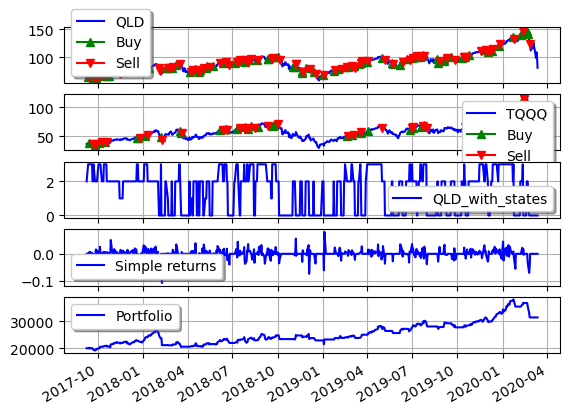 150
100
QLD
Buy
Sell
100
50
TQQQ
Buy
Sell
2
0
QLD_with_states
0.0
−0.1
Simple returns
30000
20000
Portfolio
2017-10
2018-01
2018-04
2018-07
2018-10
2019-01
2019-04
2019-07
2019-10
2020-01
2020-04